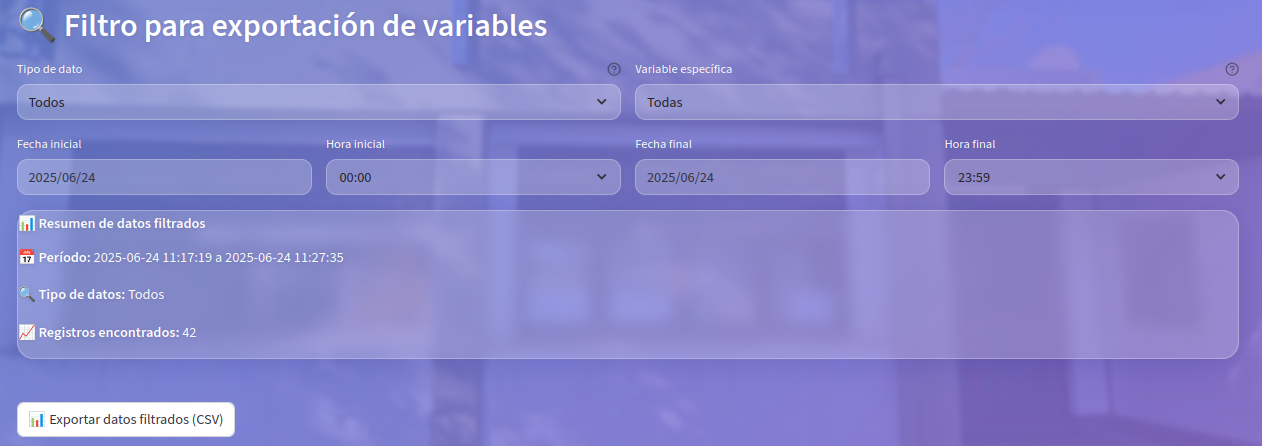 🔍 Filtro para exportación de variables
Tipo de dato
Variable específica
Todos
Todas
Fecha inicial
Hora inicial
Fecha final
Hora final
2025/06/24
00:00
2025/06/24
23:59
📊 Resumen de datos filtrados
📅 Período: 2025-06-24 11:17:19 a 2025-06-24 11:27:35
🔍 Tipo de datos: Todos
📈 Registros encontrados: 42
📊 Exportar datos filtrados (CSV)